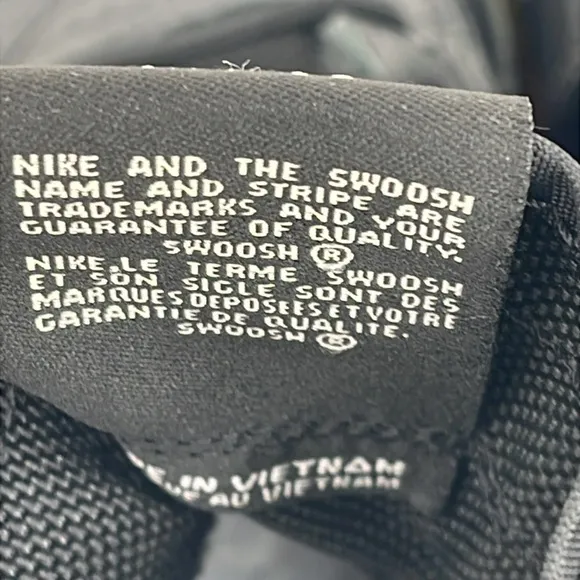 NIKE AND THE SWOOSH
NAME AND STRIPE ARE
TRADEMARKS AND YOUR
GUARANTEE OF QUALITY.
SWOOSH ®
NIKE,LE TERME SWOOSH
ET SON SIGLE SONT DES
MARQUES DEPOSEES ET VOTRE
GARANTIE DE QUALITE.
SWOOSH ®
IN VIETNAM
AU VIETNAM